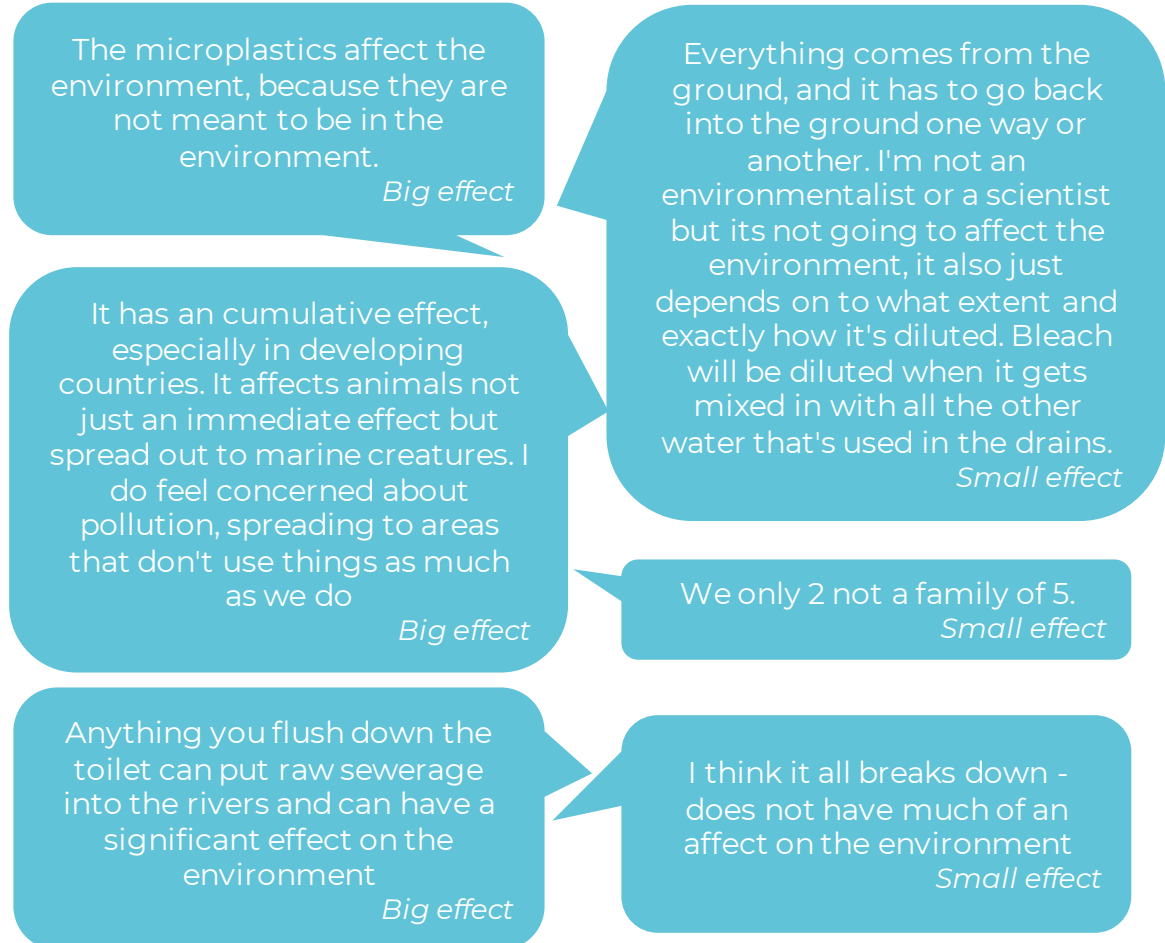 The microplastics affect the
environment, because they are
not meant to be in the
environment.
Big effect
Everything comes from the
ground, and it has to go back
into the ground one way or
another. I'm not an
environmentalist or a scientist
but its not going to affect the
environment, it also just
depends on to what extent and
exactly how it's diluted. Bleach
will be diluted when it gets
mixed in with all the other
water that's used in the drains.
Small effect
It has an cumulative effect,
especially in developing
countries. It affects animals not
just an immediate effect but
spread out to marine creatures. I
do feel concerned about
pollution, spreading to areas
that don't use things as much
as we do
Big effect
We only 2 not a family of 5.
Small effect
Anything you flush down the
toilet can put raw sewerage
into the rivers and can have a
significant effect on the
environment
Big effect
I think it all breaks down -
does not have much of an
affect on the environment
Small effect